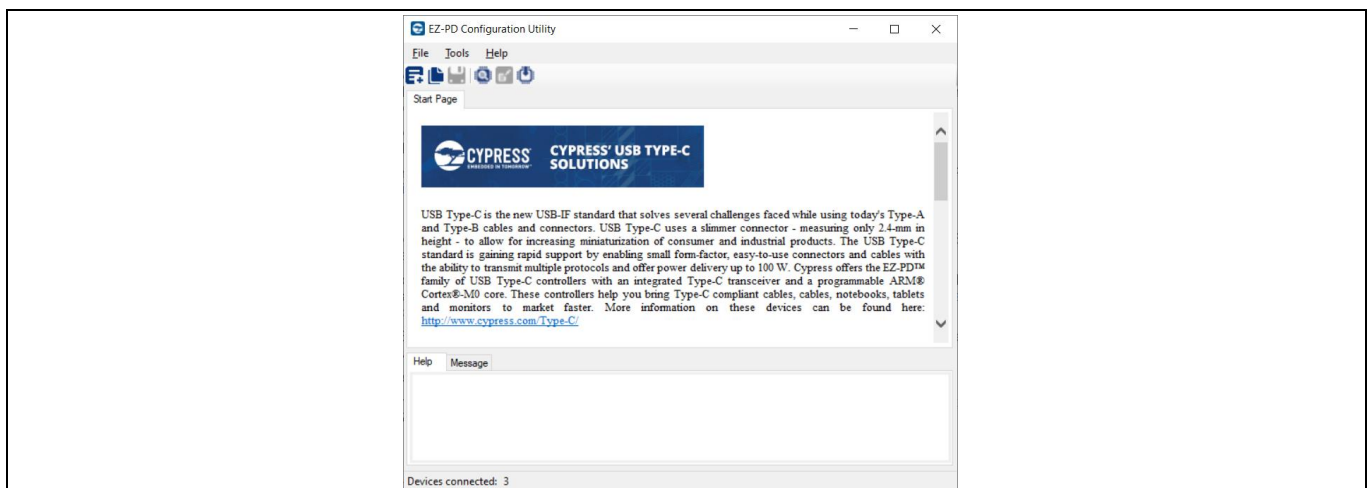 EZ-PD Configuration Utility
File Tools Help
Start Page
CYPRESS
EMBEDDED IN TOMORROW™
CYPRESS' USB TYPE-C
SOLUTIONS
USB Type-C is the new USB-IF standard that solves several challenges faced while using today's Type-A
and Type-B cables and connectors. USB Type-C uses a slimmer connector - measuring only 2.4-mm in
height - to allow for increasing miniaturization of consumer and industrial products. The USB Type-C
standard is gaining rapid support by enabling small form-factor, easy-to-use connectors and cables with
the ability to transmit multiple protocols and offer power delivery up to 100 W. Cypress offers the EZ-PD™
family of USB Type-C controllers with an integrated Type-C transceiver and a programmable ARM®
Cortex®-M0 core. These controllers help you bring Type-C compliant cables, cables, notebooks, tablets
and monitors to market faster. More information on these devices can be found here:
http://www.cypress.com/Type-C/
Help Message
Devices connected: 3